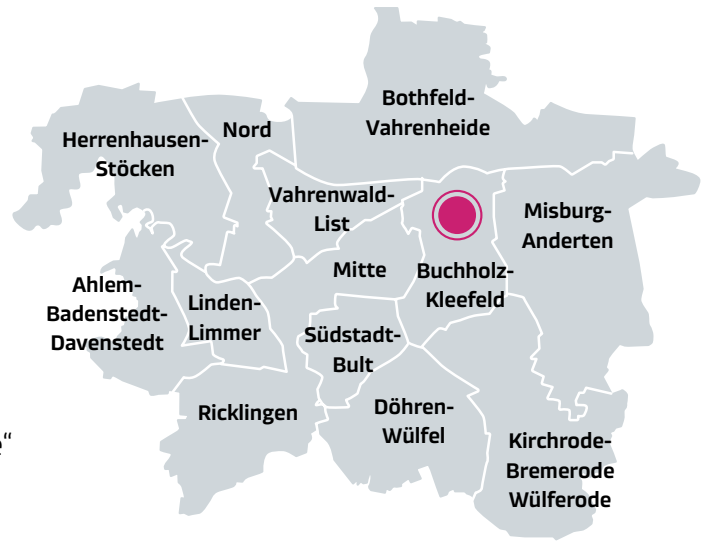 Bothfeld-
Vahrenheide
Nord
Herrenhausen-
Stöcken
Vahrenwald-
List
Misburg-
Anderten
Mitte
Buchholz-
Kleefeld
Ahlem-
Badenstedt-
Davenstedt
Linden-
Limmer
Südstadt-
Bult
Ricklingen
Döhren-
Wülfel
Kirchrode-
Bremerode
Wülferode